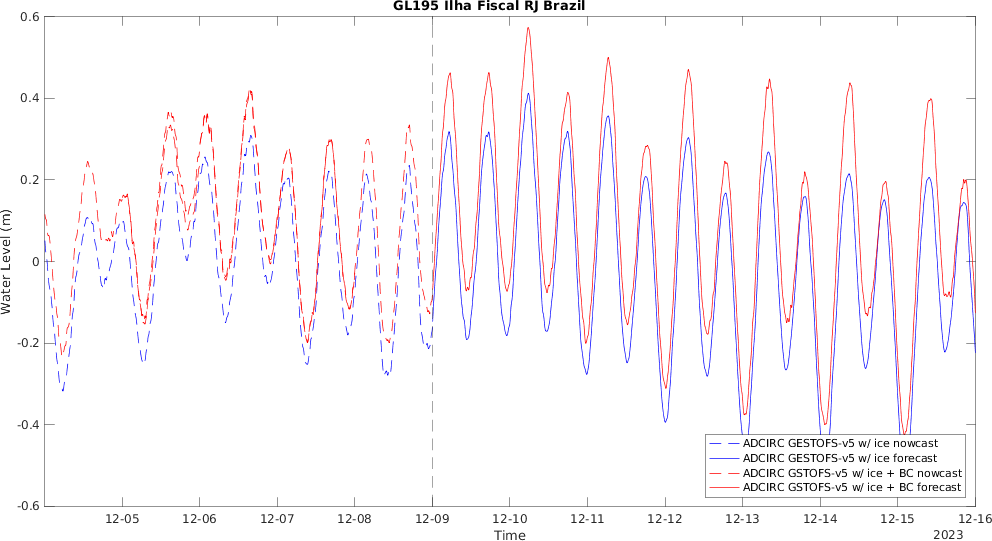 GL195 Ilha Fiscal RJ Brazil
0.6
0.4
0.2
0
-0.2
-0.4
-0.6
Water Level (m)
ADCIRC GESTOFS-v5 w/ ice nowcast
ADCIRC GESTOFS-v5 w/ ice forecast
ADCIRC GSTOFS-v5 w/ ice + BC nowcast
ADCIRC GSTOFS-v5 w/ ice + BC forecast
12-05 12-06 12-07 12-08 12-09 12-10 12-11 12-12 12-13 12-14 12-15 12-16
Time
2023